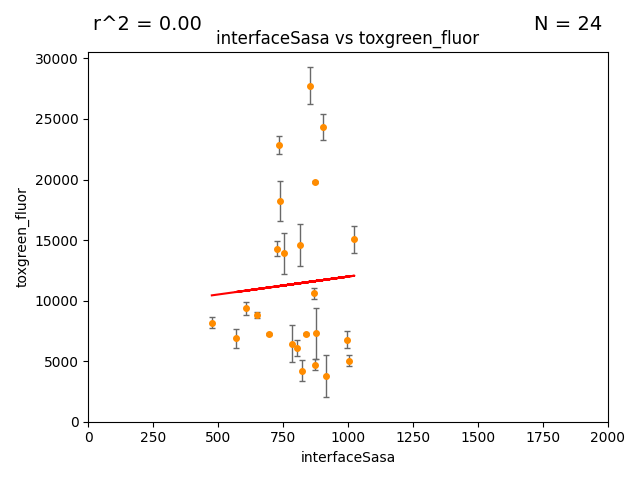 r^2 = 0.00
N = 24
interfaceSasa vs toxgreen_fluor
30000
25000
20000
15000
10000
5000
0
toxgreen_fluor
0 250 500 750 1000 1250 1500 1750 2000
interfaceSasa